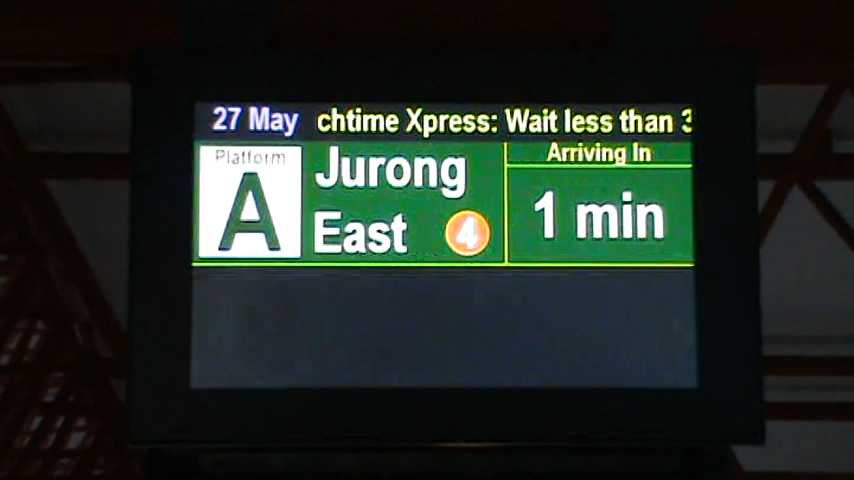 27 May chtime Xpress: Wait less than 3
Platform
A
Jurong
East 4
Arriving In
1 min